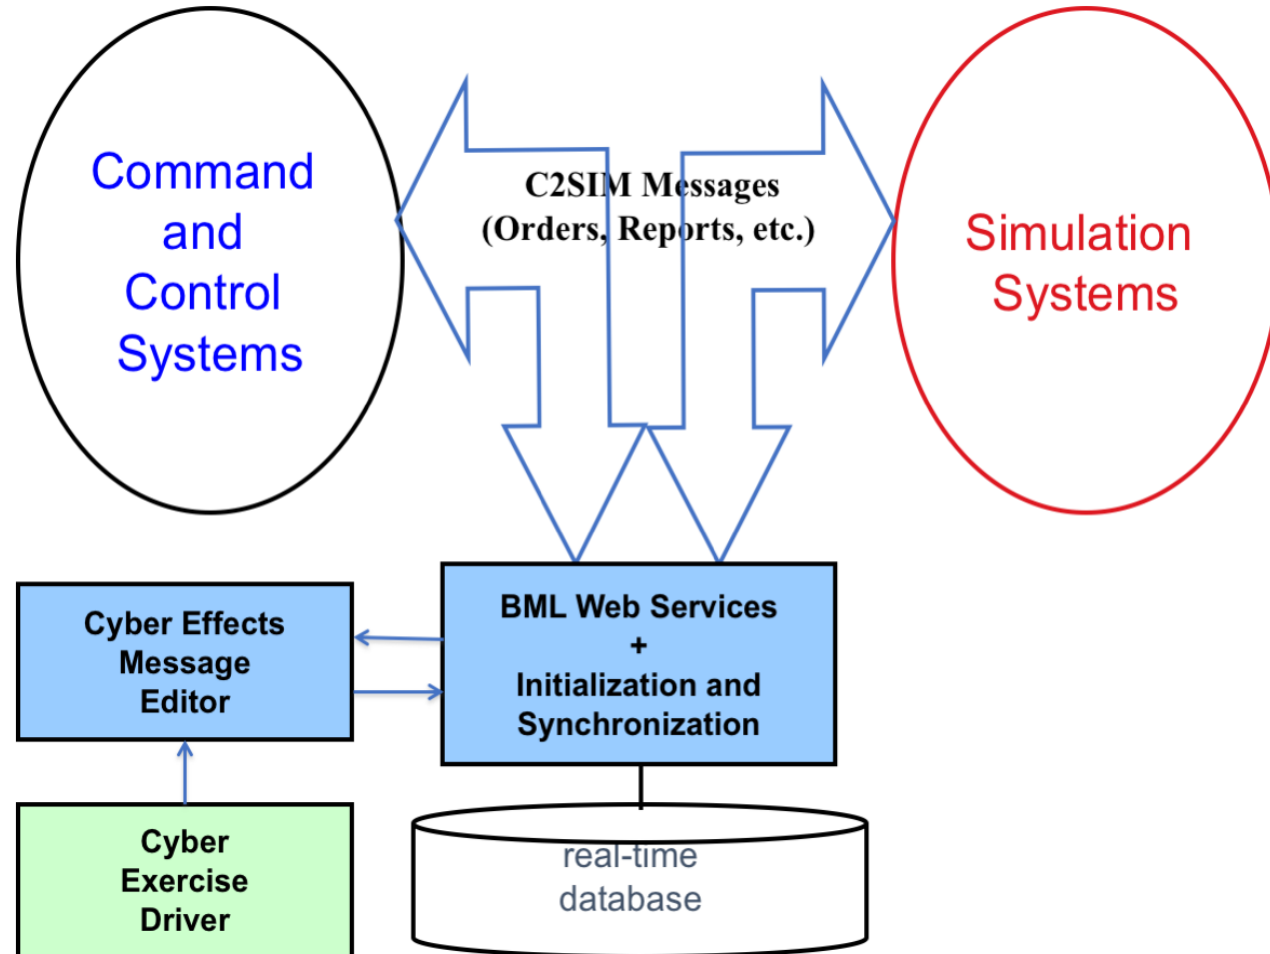 Command
and
Control
Systems
C2SIM Messages
(Orders, Reports, etc.)
Simulation
Systems
Cyber Effects
Message
Editor
BML Web Services
+
Initialization and
Synchronization
Cyber
Exercise
Driver
real-time
database